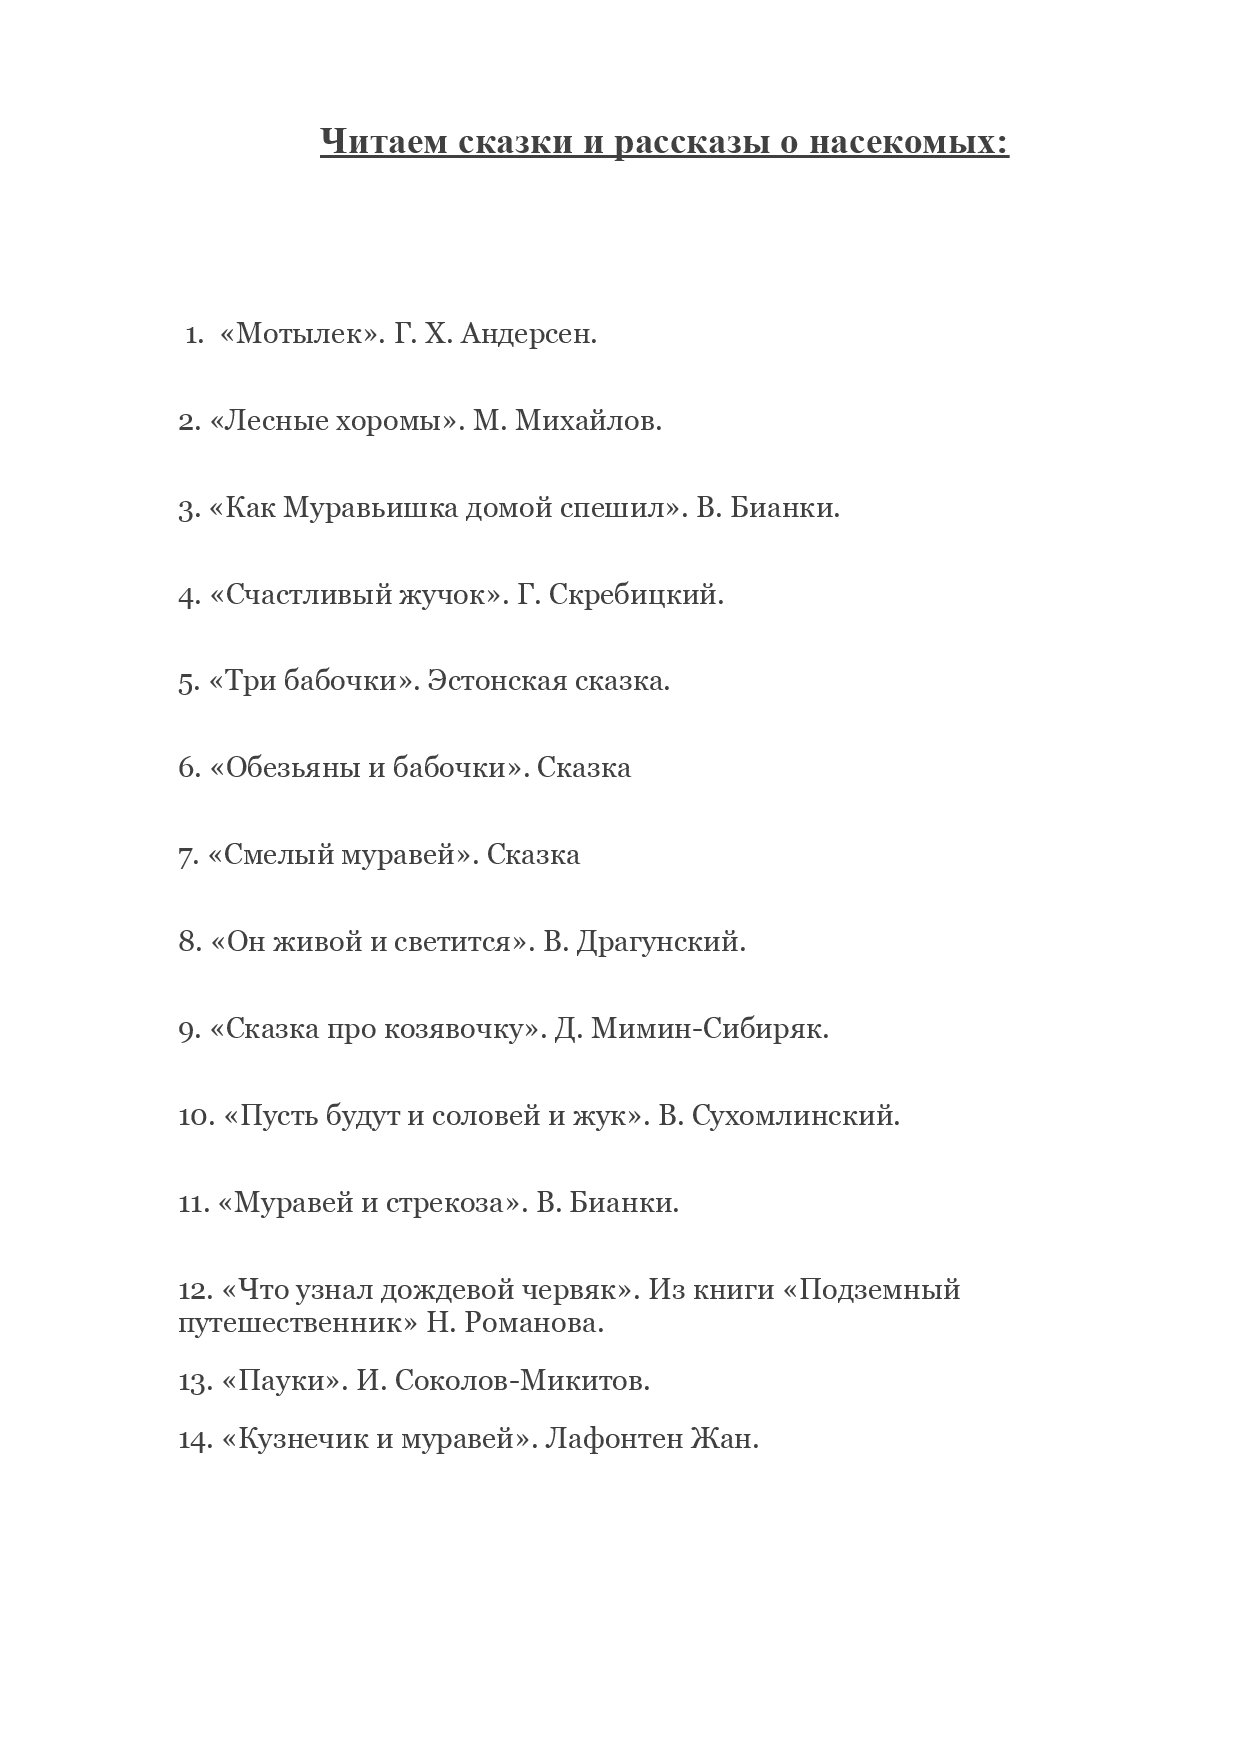 Читаем сказки и рассказы о насекомых:
1. «Мотылек». Г. Х. Андерсен.
2. «Лесные хоромы». М. Михайлов.
3. «Как Муравьишка домой спешил». В. Бианки.
4. «Счастливый жучок». Г. Скребицкий.
5. «Три бабочки». Эстонская сказка.
6. «Обезьяны и бабочки». Сказка
7. «Смелый муравей». Сказка
8. «Он живой и светится». В. Драгунский.
9. «Сказка про козявочку». Д. Мимин-Сибиряк.
10. «Пусть будут и соловей и жук». В. Сухомлинский.
11. «Муравей и стрекоза». В. Бианки.
12. «Что узнал дождевой червяк». Из книги «Подземный
путешественник» Н. Романова.
13. «Пауки». И. Соколов-Микитов.
14. «Кузнечик и муравей». Лафонтен Жан.